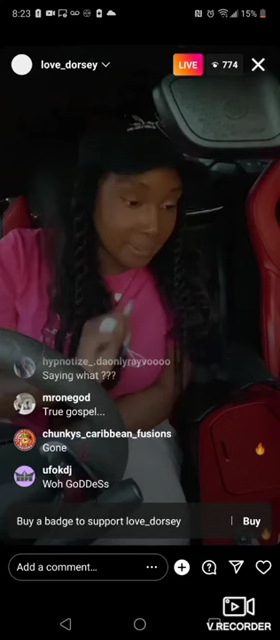 8:23
15%
love_dorsey
LIVE
774
hypnotize_.daonlyrayvoooo
Saying what ???
mronegod
True gospel...
chunkys_caribbean_fusions
Gone
ufokdj
Woh GoDDeSs
Buy a badge to support love_dorsey
Buy
Add a comment...
V RECORDER